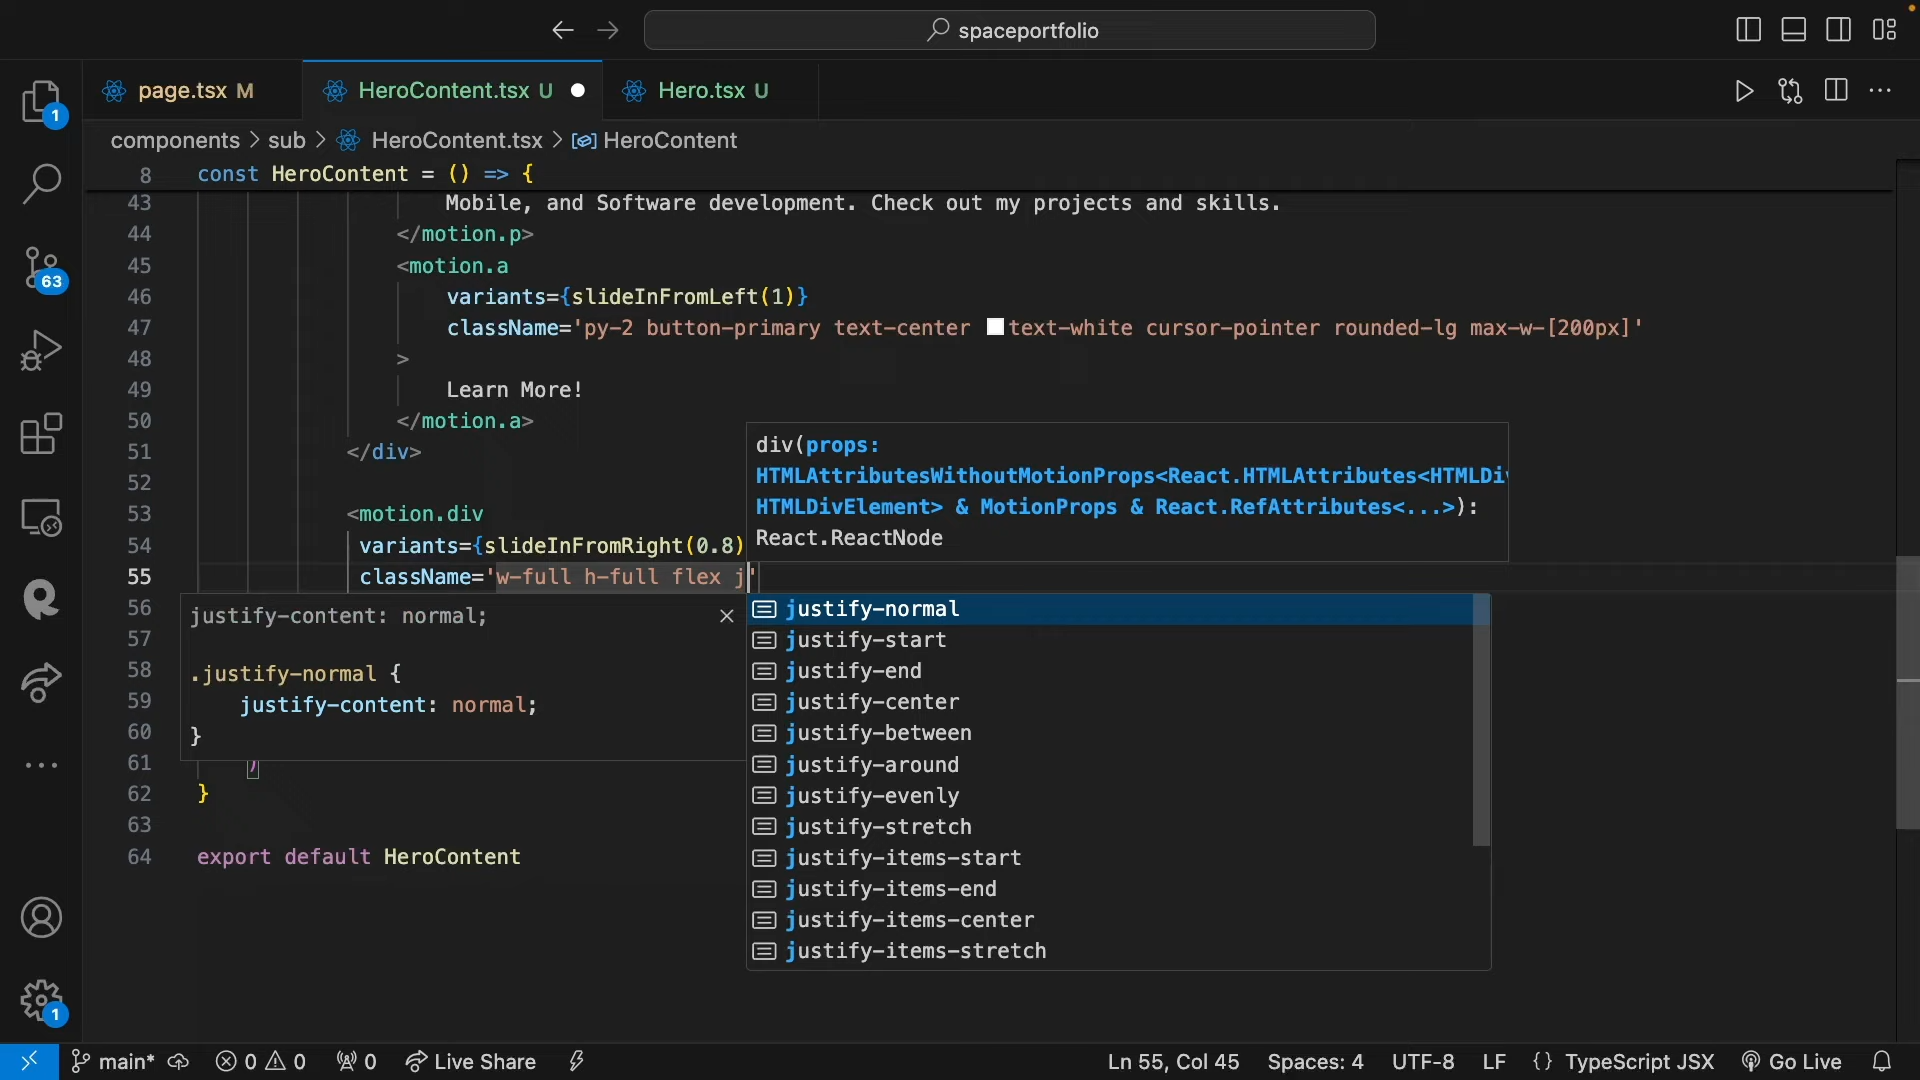 spaceportfolio
page.tsx M
HeroContent.tsx U
Hero.tsx U
components > sub > HeroContent.tsx > HeroContent
8 const HeroContent = () => {
43 Mobile, and Software development. Check out my projects and skills.
44 </motion.p>
45 <motion.a
46 variants={slideInFromLeft(1)}
47 className='py-2 button-primary text-center text-white cursor-pointer rounded-lg max-w-[200px]'
48 >
49 Learn More!
50 </motion.a>
51 </div>
52
53 <motion.div
54 variants={slideInFromRight(0.8)
55 className='w-full h-full flex j'
56
57
58
59
60
61 )
62 }
63
64 export default HeroContent
div(props:
HTMLAttributesWithoutMotionProps<React.HTMLAttributes<HTMLDiv
HTMLDivElement> & MotionProps & React.RefAttributes<...>):
React.ReactNode
justify-content: normal;
.justify-normal {
justify-content: normal;
}
justify-normal
justify-start
justify-end
justify-center
justify-between
justify-around
justify-evenly
justify-stretch
justify-items-start
justify-items-end
justify-items-center
justify-items-stretch
1
63
1
main* 0 0 0 Live Share Ln 55, Col 45 Spaces: 4 UTF-8 LF {} TypeScript JSX Go Live